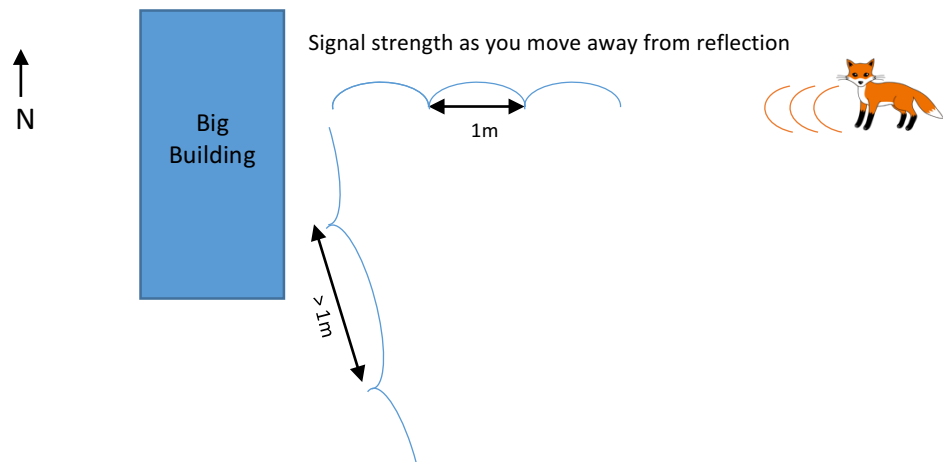 Signal strength as you move away from reflection
N
Big
Building
1m
> 1m